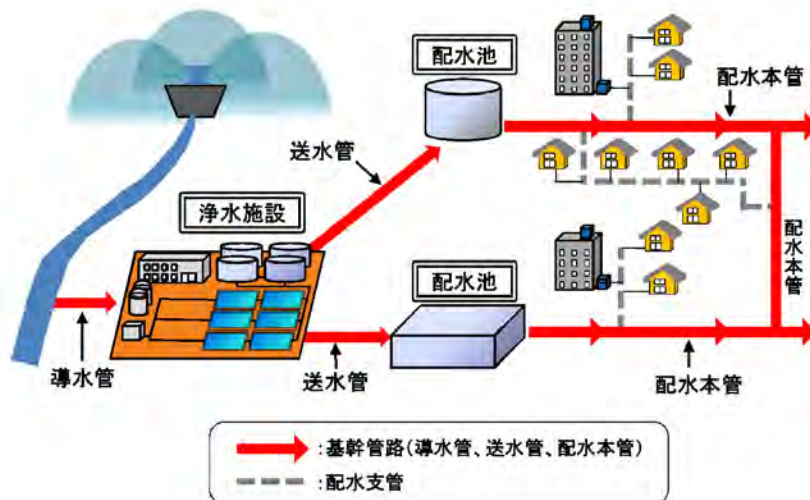 配水池
配水本管
送水管
浄水施設
配水池
配水本管
導水管
送水管
配水本管
:基幹管路(導水管、送水管、配水本管)
:配水支管